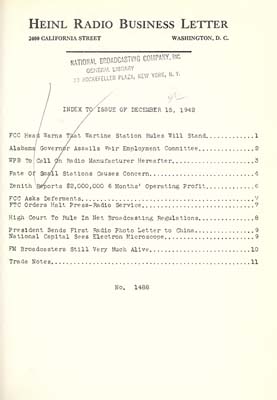 HEINL RADIO BUSINESS LETTER
2400 CALIFORNIA STREET WASHINGTON, D. C.
NATIONAL BROADCASTING COMPANY, INC.
GENERAL LIBRARY
30 ROCKEFELLER PLAZA, NEW YORK, N. Y.
INDEX TO ISSUE OF DECEMBER 15, 1942
FCC Head Warns That Wartime Station Rules Will Stand.....1
Alabama Governor Assails Fair Employment Committee.....2
WPB To Call On Radio Manufacturer Hereafter.....3
Fate Of Small Stations Causes Concern.....4
Zenith Reports $2,000,000 6 Months' Operating Profit.....6
FCC Asks Deferments.....7
FTC Orders Halt Press-Radio Service.....7
High Court To Rule In Net Broadcasting Regulations.....8
President Sends First Radio Photo Letter to China.....9
National Capital Sees Electron Microscope.....9
FM Broadcasters Still Very Much Alive.....10
Trade Notes.....11
No. 1488